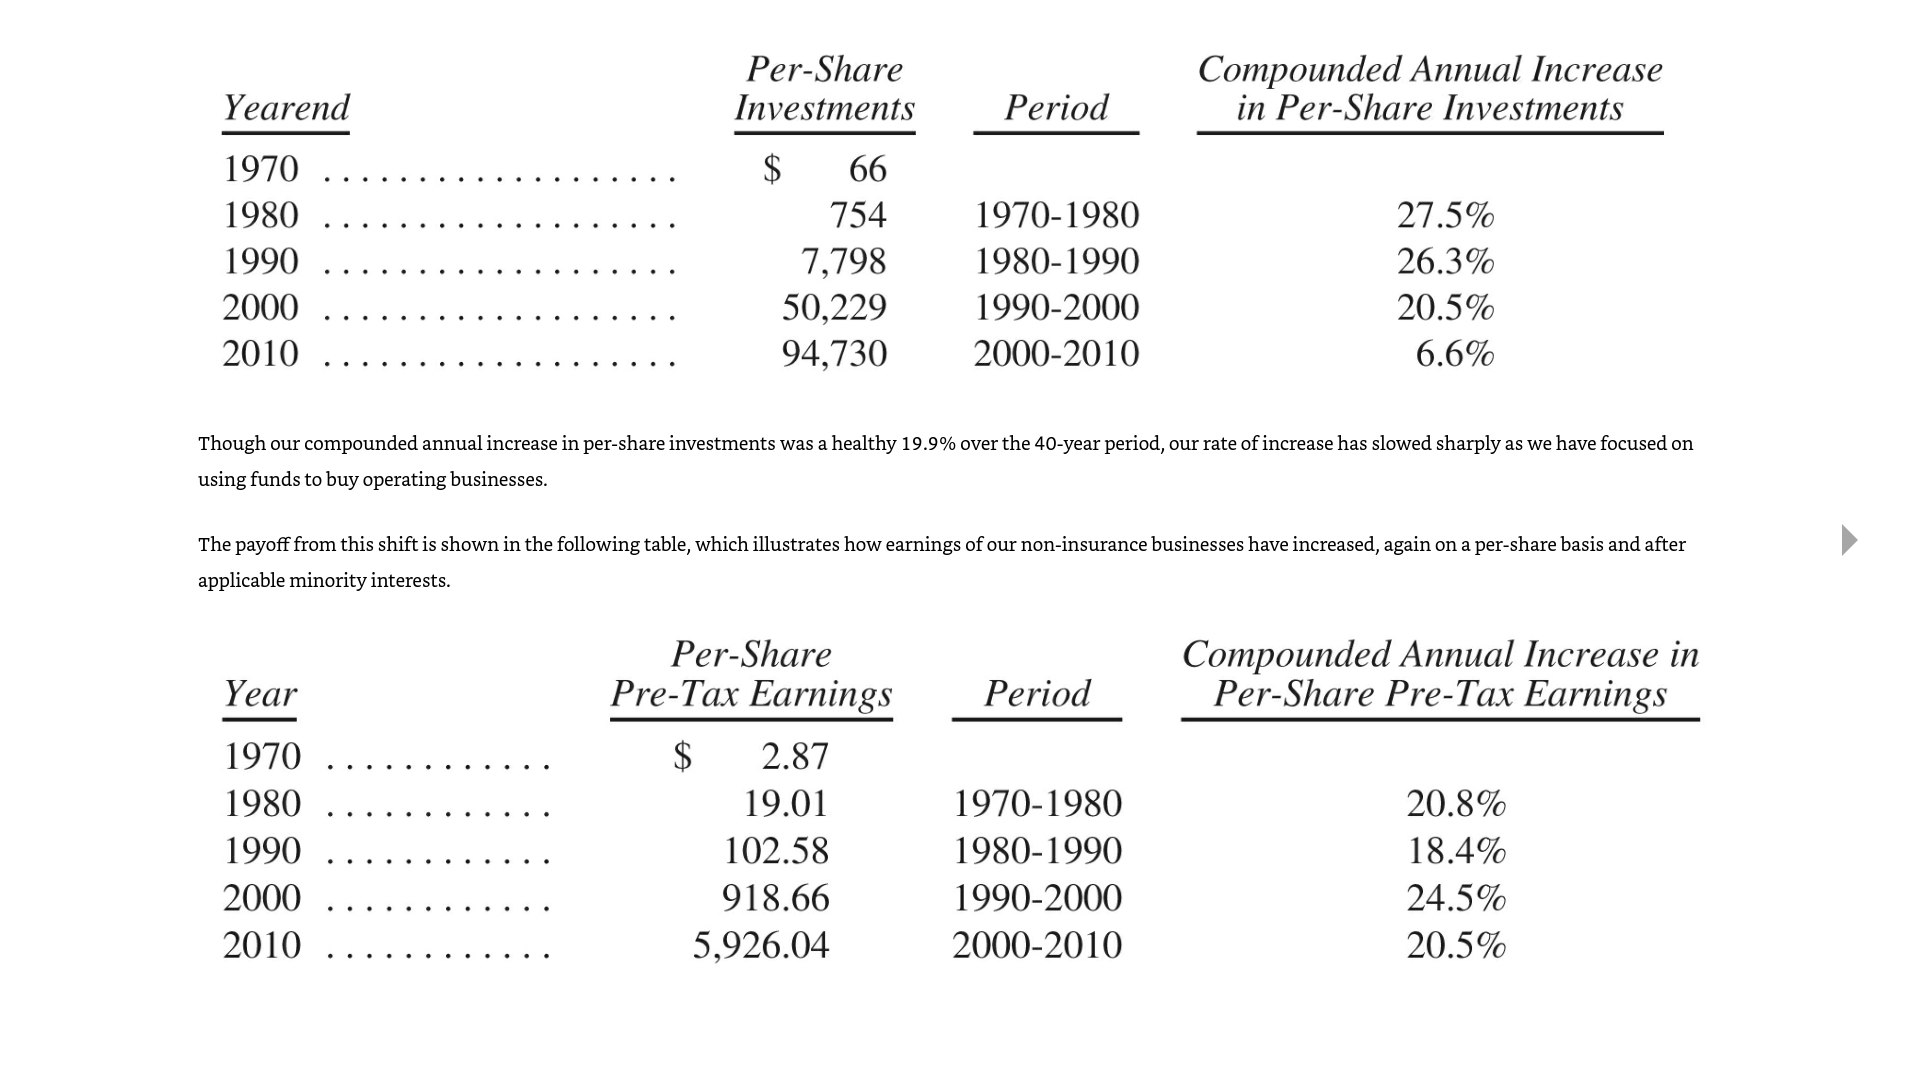 Per-Share Compounded Annual Increase
Yearend Investments Period in Per-Share Investments
1970 . . . . . . . . . . . . . . . . . . . $ 66
1980 . . . . . . . . . . . . . . . . . . . 754 1970-1980 27.5%
1990 . . . . . . . . . . . . . . . . . . . 7,798 1980-1990 26.3%
2000 . . . . . . . . . . . . . . . . . . . 50,229 1990-2000 20.5%
2010 . . . . . . . . . . . . . . . . . . . 94,730 2000-2010 6.6%
Though our compounded annual increase in per-share investments was a healthy 19.9% over the 40-year period, our rate of increase has slowed sharply as we have focused on
using funds to buy operating businesses.
The payoff from this shift is shown in the following table, which illustrates how earnings of our non-insurance businesses have increased, again on a per-share basis and after
applicable minority interests.
Per-Share Compounded Annual Increase in
Year Pre-Tax Earnings Period Per-Share Pre-Tax Earnings
1970 . . . . . . . . . . . . $ 2.87
1980 . . . . . . . . . . . . 19.01 1970-1980 20.8%
1990 . . . . . . . . . . . . 102.58 1980-1990 18.4%
2000 . . . . . . . . . . . . 918.66 1990-2000 24.5%
2010 . . . . . . . . . . . . 5,926.04 2000-2010 20.5%